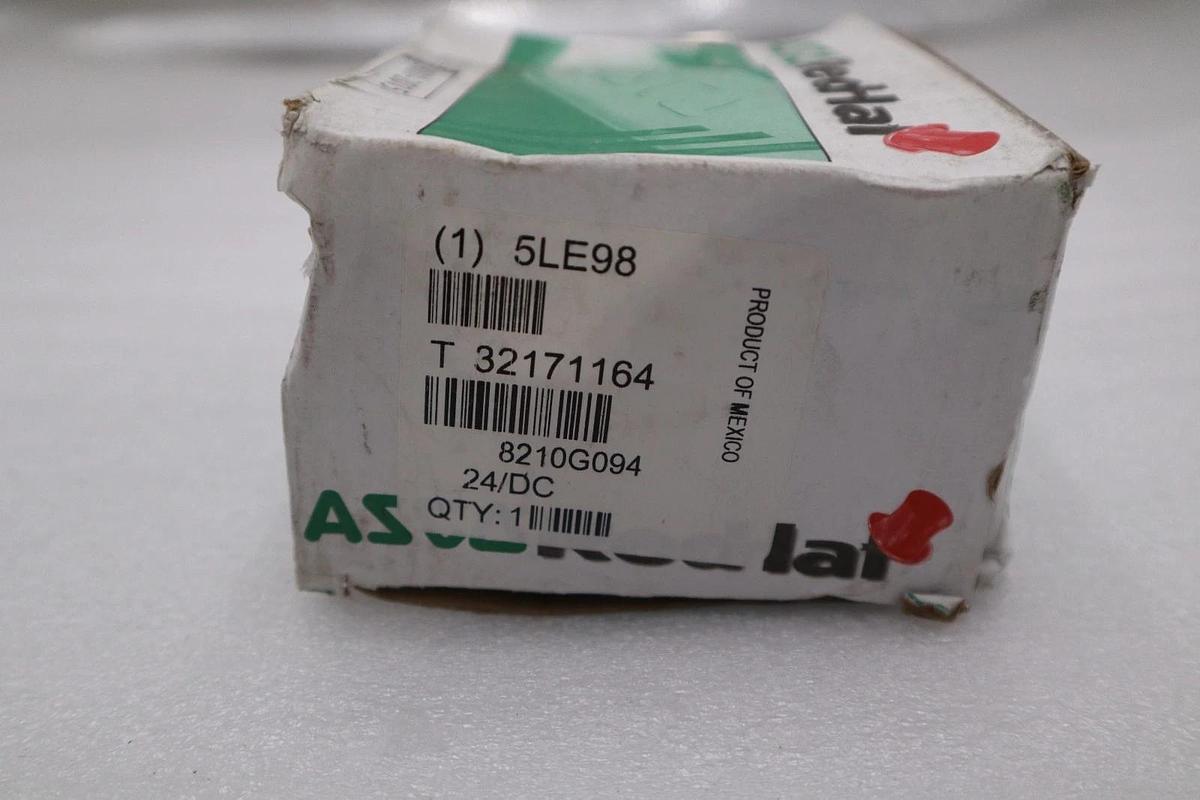 (1) 5LE98
T 32171164
8210G094
24/DC
QTY: 1
PRODUCT OF MEXICO